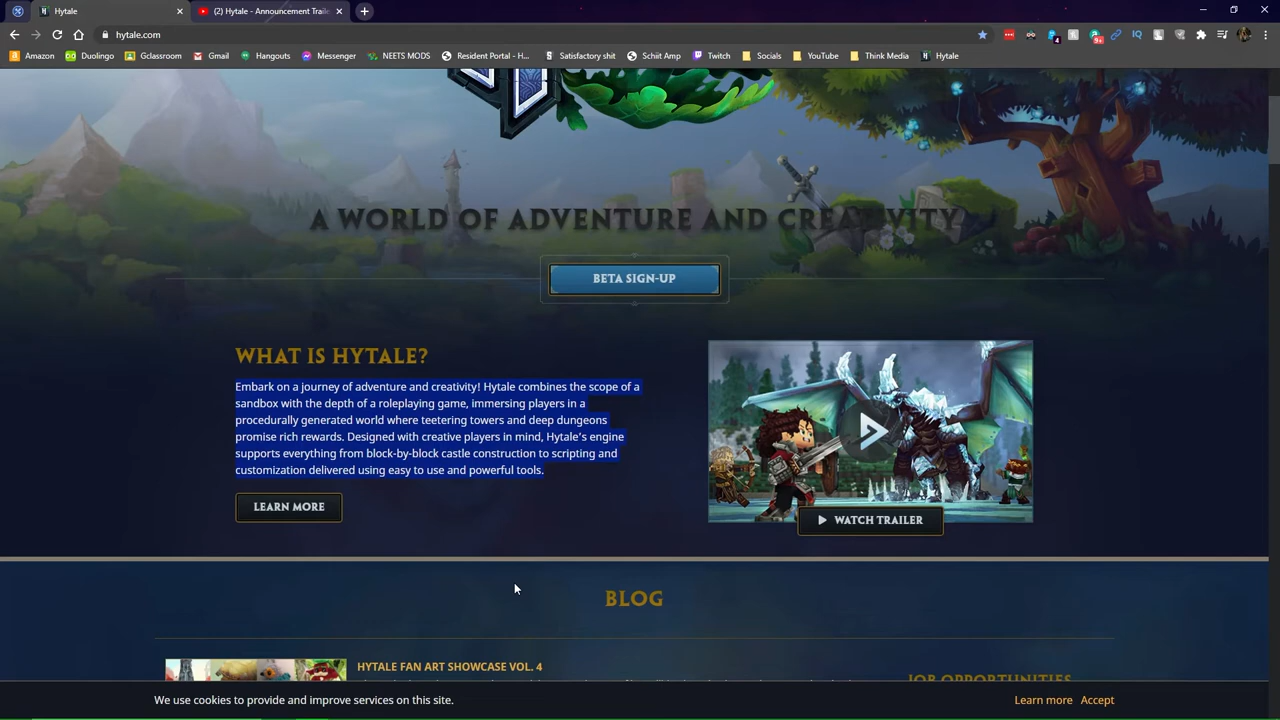 Hytale
(2) Hytale - Announcement Traile
hytale.com
Amazon
Duolingo
Gclassroom
Gmail
Hangouts
Messenger
NEETS MODS
Resident Portal - H...
Satisfactory shit
Schiit Amp
Twitch
Socials
YouTube
Think Media
Hytale
A WORLD OF ADVENTURE AND CREATIVITY
BETA SIGN-UP
WHAT IS HYTALE?
Embark on a journey of adventure and creativity! Hytale combines the scope of a
sandbox with the depth of a roleplaying game, immersing players in a
procedurally generated world where teetering towers and deep dungeons
promise rich rewards. Designed with creative players in mind, Hytale's engine
supports everything from block-by-block castle construction to scripting and
customization delivered using easy to use and powerful tools.
LEARN MORE
WATCH TRAILER
BLOG
HYTALE FAN ART SHOWCASE VOL. 4
JOB OPPORTUNITIES
We use cookies to provide and improve services on this site.
Learn more
Accept